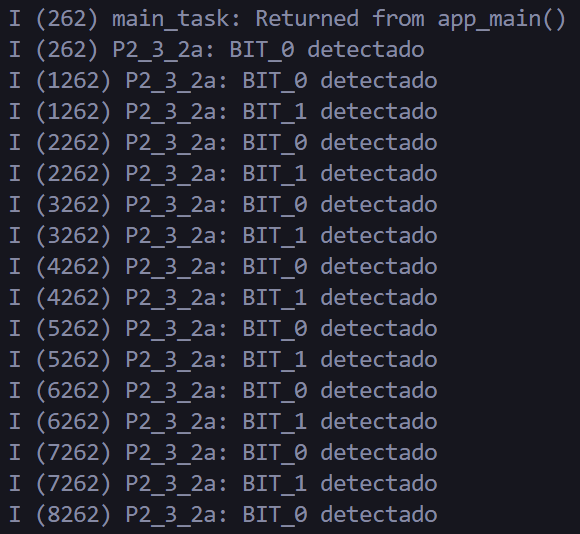 I (262) main_task: Returned from app_main()
I (262) P2_3_2a: BIT_0 detectado
I (1262) P2_3_2a: BIT_0 detectado
I (1262) P2_3_2a: BIT_1 detectado
I (2262) P2_3_2a: BIT_0 detectado
I (2262) P2_3_2a: BIT_1 detectado
I (3262) P2_3_2a: BIT_0 detectado
I (3262) P2_3_2a: BIT_1 detectado
I (4262) P2_3_2a: BIT_0 detectado
I (4262) P2_3_2a: BIT_1 detectado
I (5262) P2_3_2a: BIT_0 detectado
I (5262) P2_3_2a: BIT_1 detectado
I (6262) P2_3_2a: BIT_0 detectado
I (6262) P2_3_2a: BIT_1 detectado
I (7262) P2_3_2a: BIT_0 detectado
I (7262) P2_3_2a: BIT_1 detectado
I (8262) P2_3_2a: BIT_0 detectado